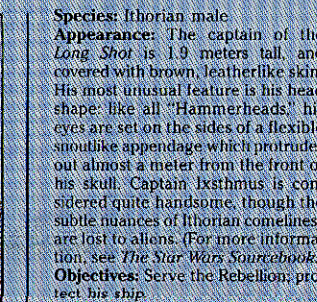 Species: Ithorian male
Appearance: The captain of the
Long Shot is 1.9 meters tall, and
covered with brown, leatherlike skin.
His most unusual feature is his head
shape: like all "Hammerheads," his
eyes are set on the sides of a flexible
snoutlike appendage which protrudes
out almost a meter from the front of
his skull. Captain Ixsthmus is con-
sidered quite handsome, though the
subtle nuances of Ithorian comeliness
are lost to aliens. (For more informa-
tion, see The Star Wars Sourcebook.)
Objectives: Serve the Rebellion; pro-
tect his ship.